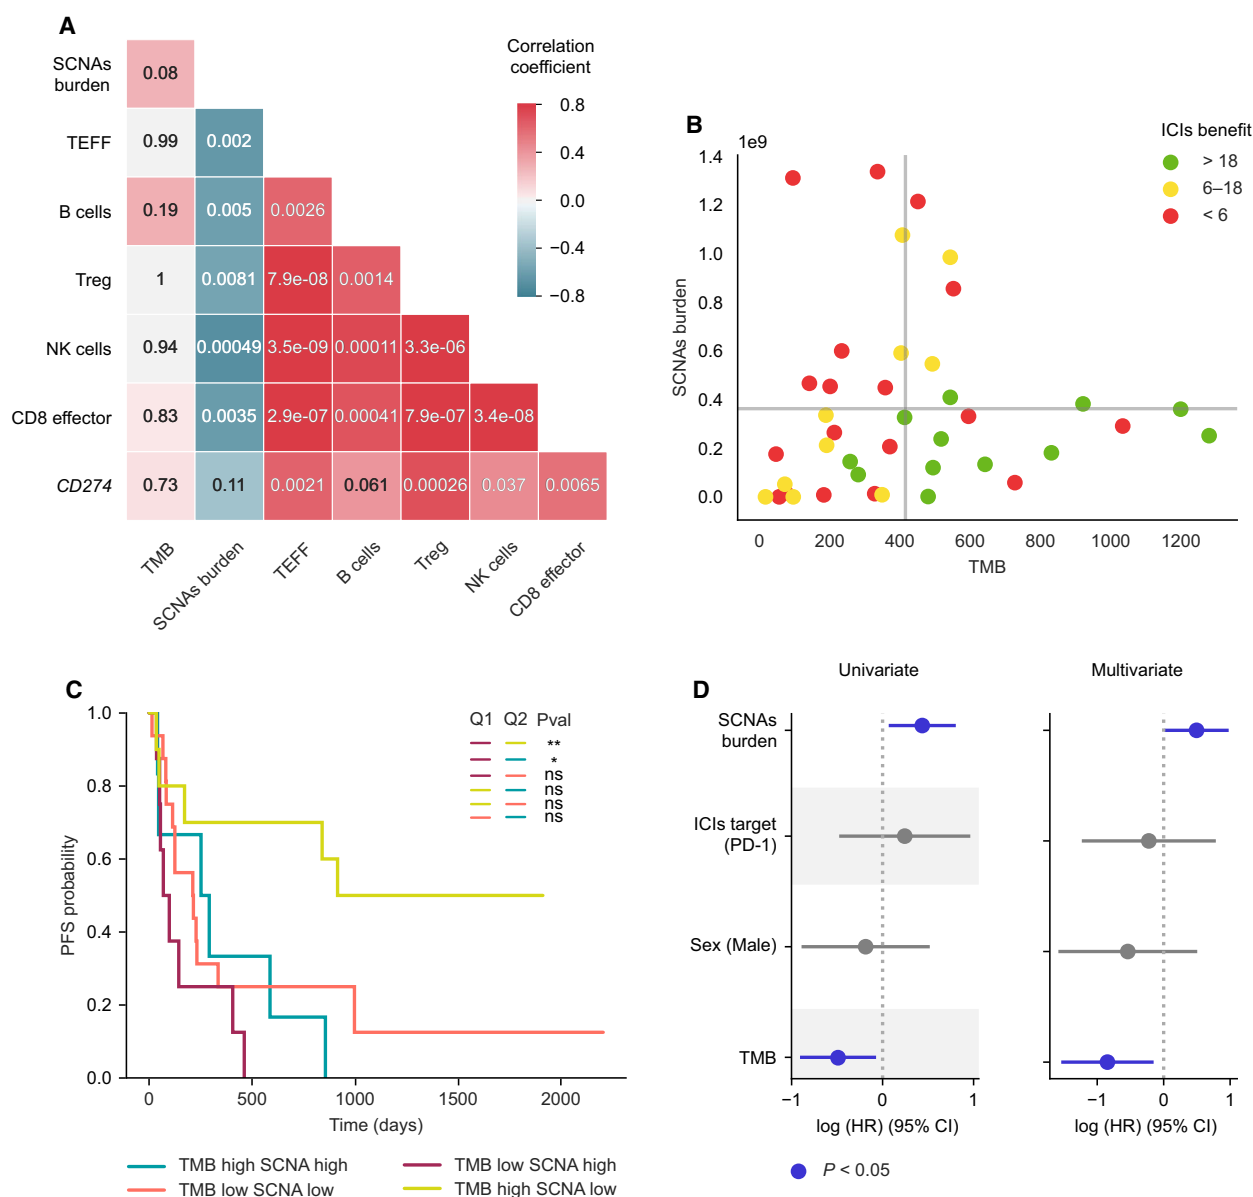 A
SCNAs
burden
TEFF
B cells
Treg
NK cells
CD8 effector
CD274
0.08
0.99 0.002
0.19 0.005 0.0026
1 0.0081 7.9e-08 0.0014
0.94 0.00049 3.5e-09 0.00011 3.3e-06
0.83 0.0035 2.9e-07 0.00041 7.9e-07 3.4e-08
0.73 0.11 0.0021 0.061 0.00026 0.037 0.0065
TMB
SCNAs burden
TEFF
B cells
Treg
NK cells
CD8 effector
Correlation
coefficient
0.8
0.4
0.0
−0.4
−0.8
B
1e9
1.4
1.2
1.0
0.8
0.6
0.4
0.2
0.0
SCNAs burden
0 200 400 600 800 1000 1200
TMB
ICIs benefit
> 18
6–18
< 6
C
1.0
0.8
0.6
0.4
0.2
0.0
PFS probability
Q1 Q2 Pval
**
*
ns
ns
ns
ns
0 500 1000 1500 2000
Time (days)
TMB high SCNA high
TMB low SCNA low
TMB low SCNA high
TMB high SCNA low
D
Univariate
Multivariate
SCNAs
burden
ICIs target
(PD-1)
Sex (Male)
TMB
−1 0 1
log (HR) (95% CI)
−1 0 1
log (HR) (95% CI)
P < 0.05